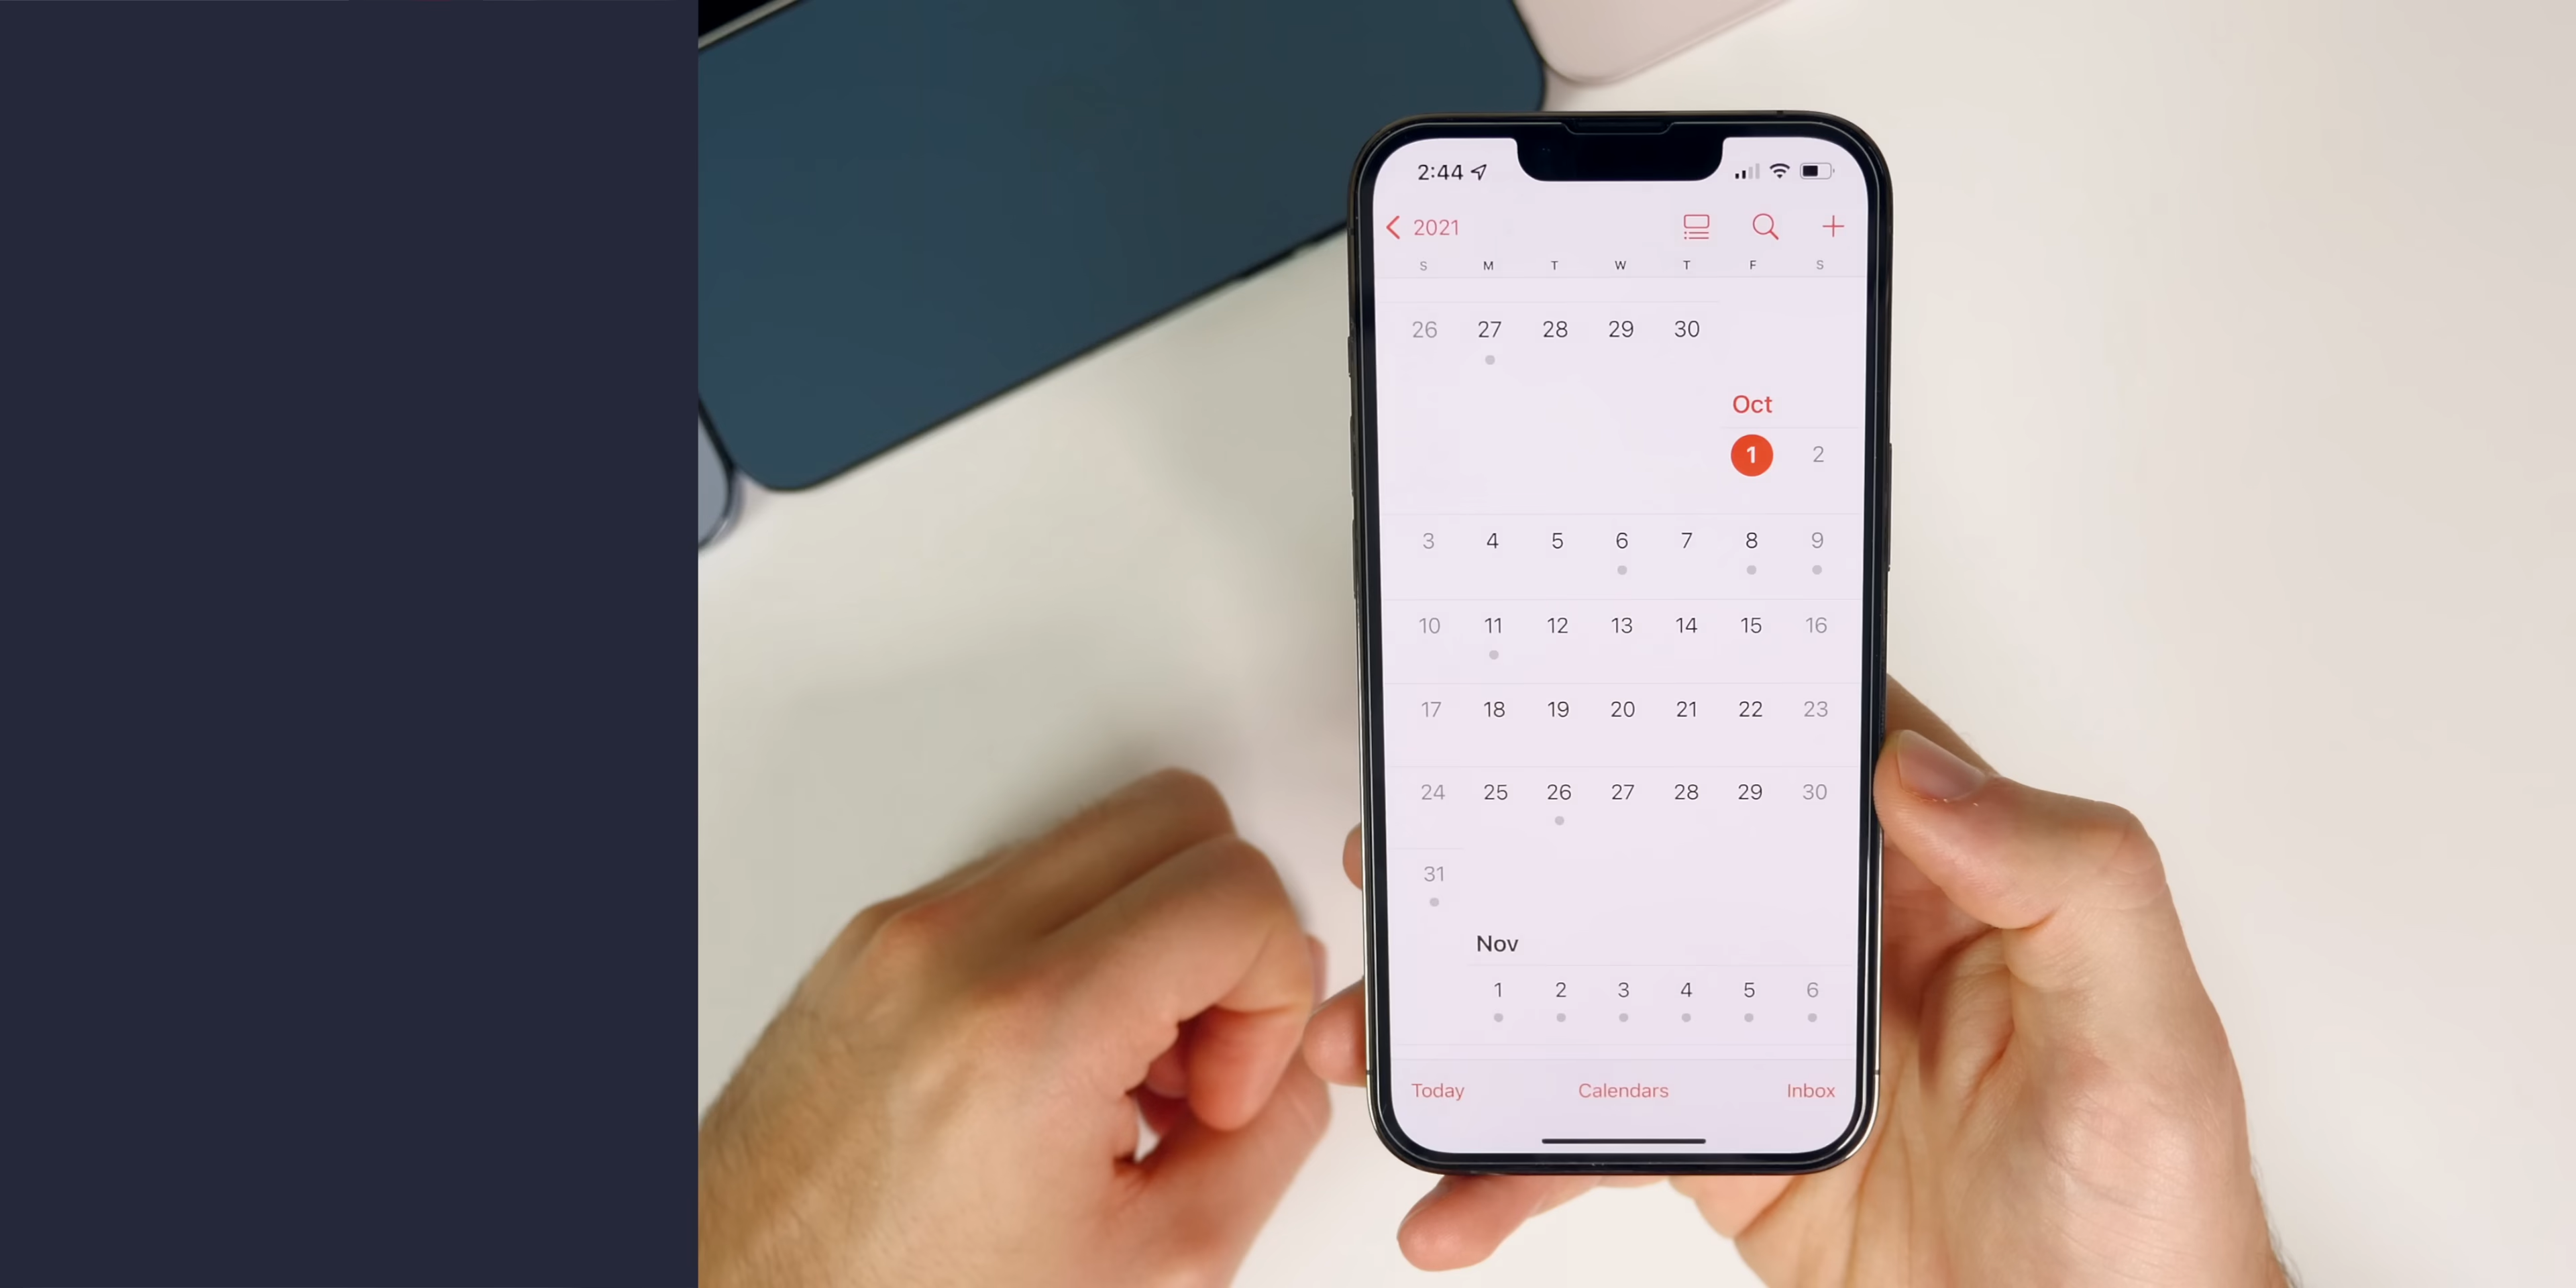 2:44
2021
S M T W T F S
26 27 28 29 30
Oct
1 2
3 4 5 6 7 8 9
10 11 12 13 14 15 16
17 18 19 20 21 22 23
24 25 26 27 28 29 30
31
Nov
1 2 3 4 5 6
Today Calendars Inbox